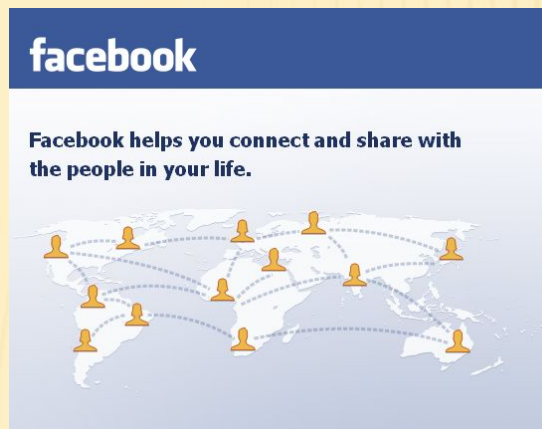 facebook
Facebook helps you connect and share with
the people in your life.